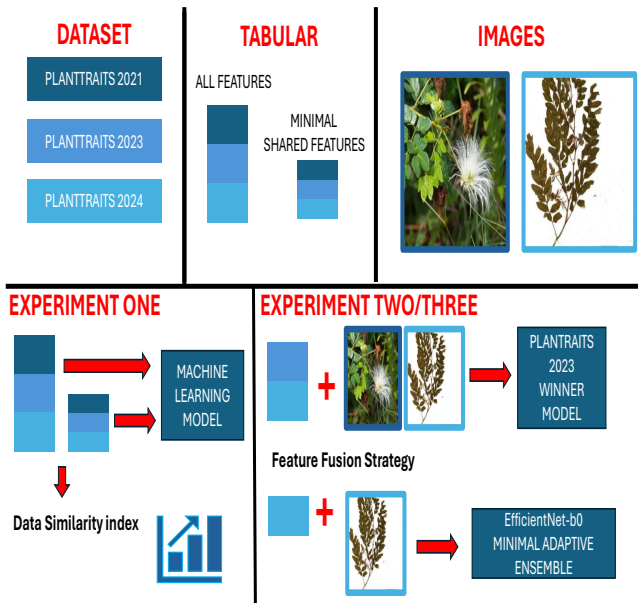 DATASET
PLANTTRAITS 2021
PLANTTRAITS 2023
PLANTTRAITS 2024
TABULAR
ALL FEATURES
MINIMAL
SHARED FEATURES
IMAGES
EXPERIMENT ONE
MACHINE
LEARNING
MODEL
Data Similarity index
EXPERIMENT TWO/THREE
PLANTRAITS
2023
WINNER
MODEL
Feature Fusion Strategy
EfficientNet-b0
MINIMAL ADAPTIVE
ENSEMBLE